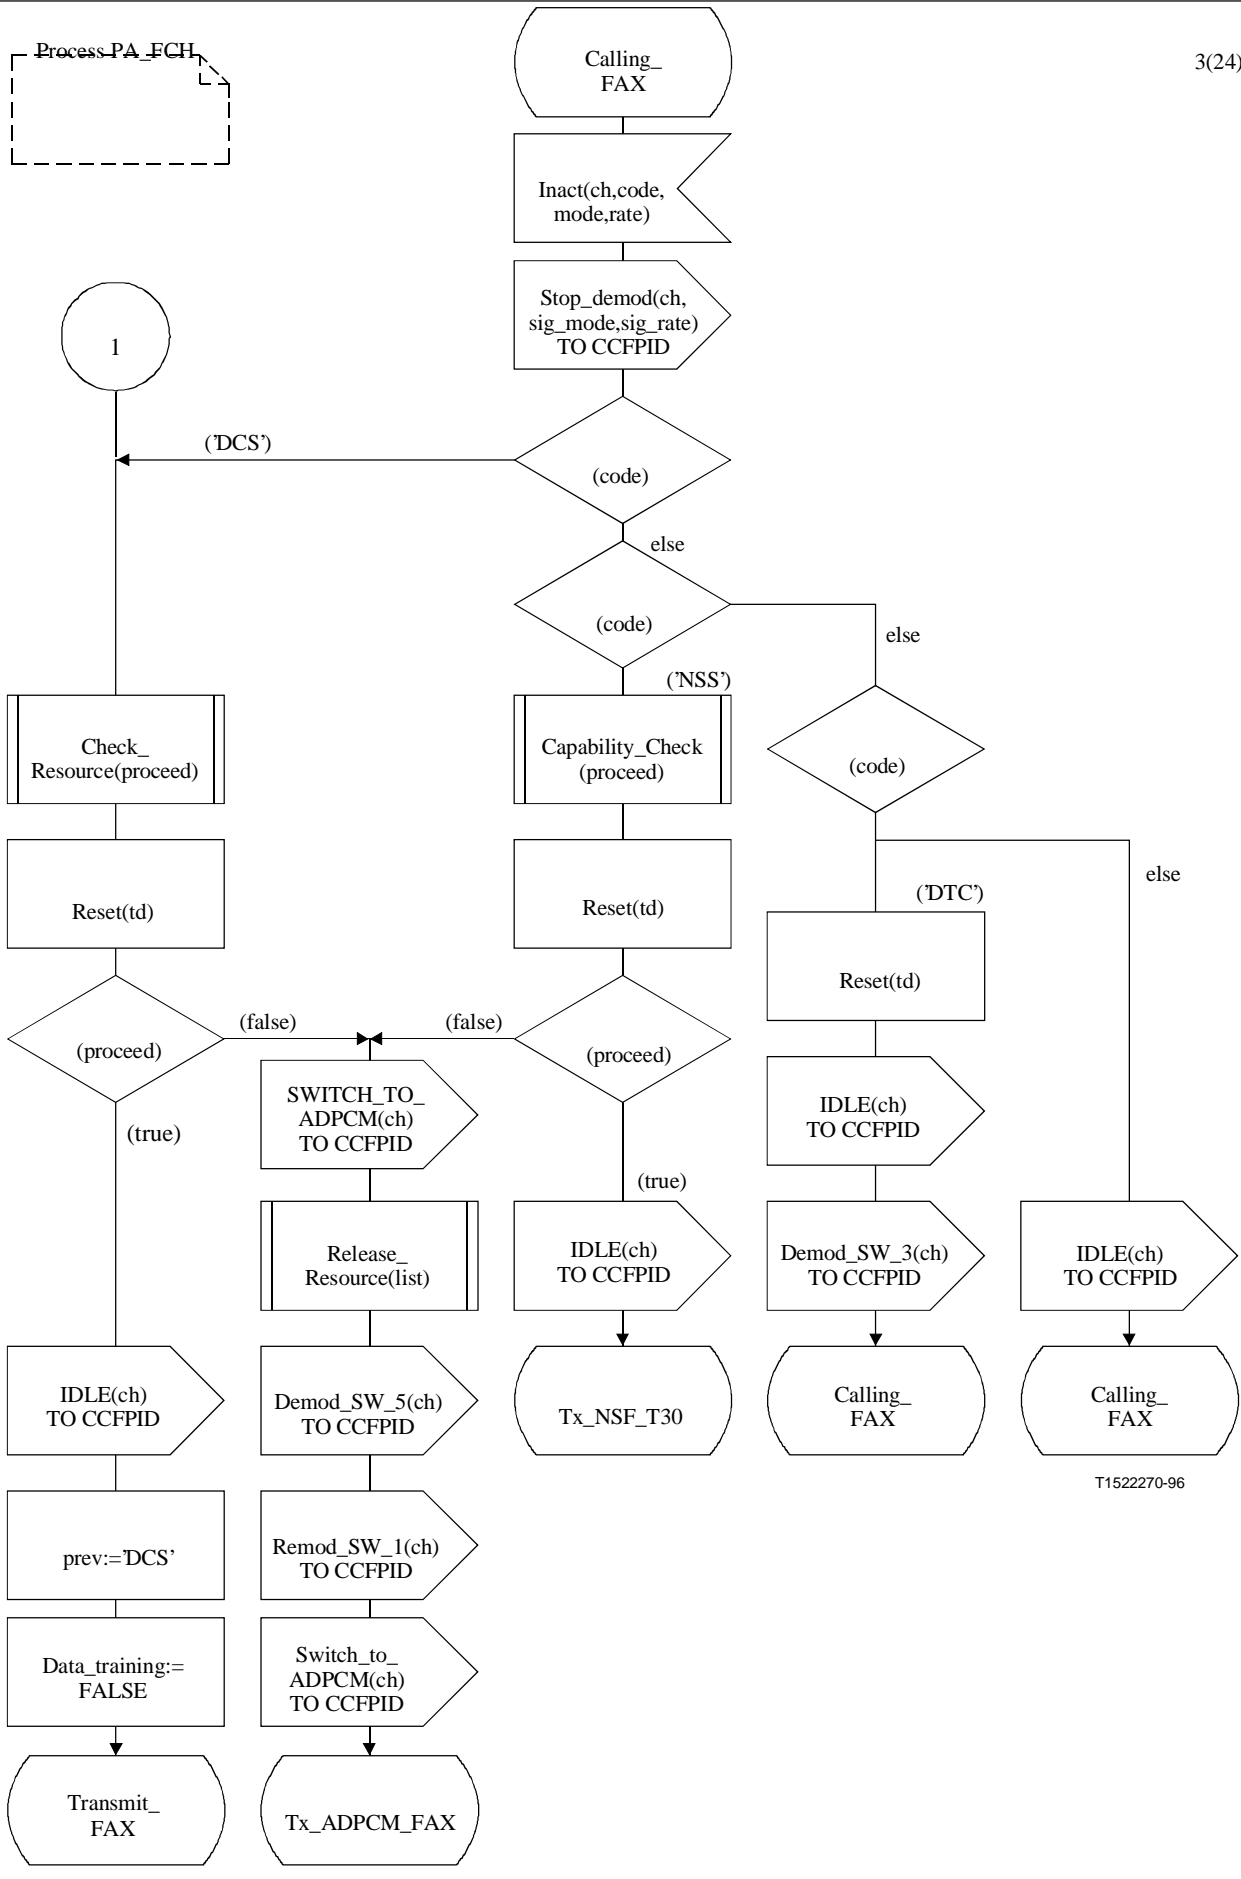 Process PA_FCH
3(24)
Calling_
FAX
Inact(ch,code,
mode,rate)
Stop_demod(ch,
sig_mode,sig_rate)
TO CCFPID
1
('DCS')
(code)
else
(code)
else
('NSS')
Check_
Resource(proceed)
Capability_Check
(proceed)
(code)
else
Reset(td)
Reset(td)
('DTC')
Reset(td)
(false)
(false)
(proceed)
(proceed)
(true)
SWITCH_TO_
ADPCM(ch)
TO CCFPID
IDLE(ch)
TO CCFPID
(true)
Release_
Resource(list)
IDLE(ch)
TO CCFPID
Demod_SW_3(ch)
TO CCFPID
IDLE(ch)
TO CCFPID
IDLE(ch)
TO CCFPID
Demod_SW_5(ch)
TO CCFPID
Tx_NSF_T30
Calling_
FAX
Calling_
FAX
T1522270-96
prev:='DCS'
Remod_SW_1(ch)
TO CCFPID
Data_training:=
FALSE
Switch_to_
ADPCM(ch)
TO CCFPID
Transmit_
FAX
Tx_ADPCM_FAX